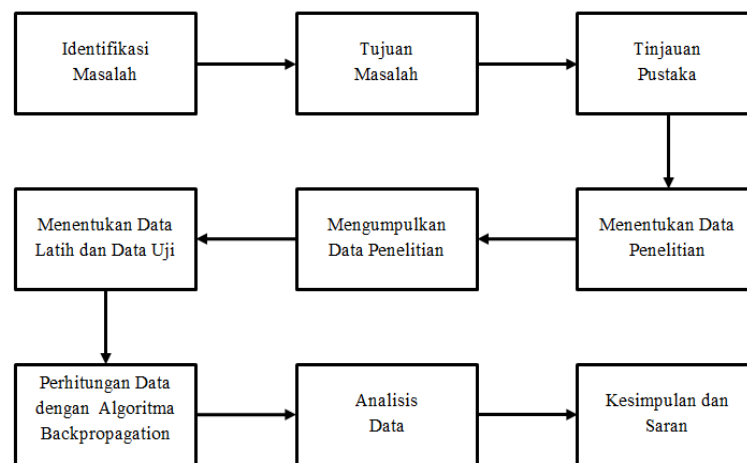 Identifikasi
Masalah
Tujuan
Masalah
Tinjauan
Pustaka
Menentukan Data
Latih dan Data Uji
Mengumpulkan
Data Penelitian
Menentukan Data
Penelitian
Perhitungan Data
dengan Algoritma
Backpropagation
Analisis
Data
Kesimpulan dan
Saran